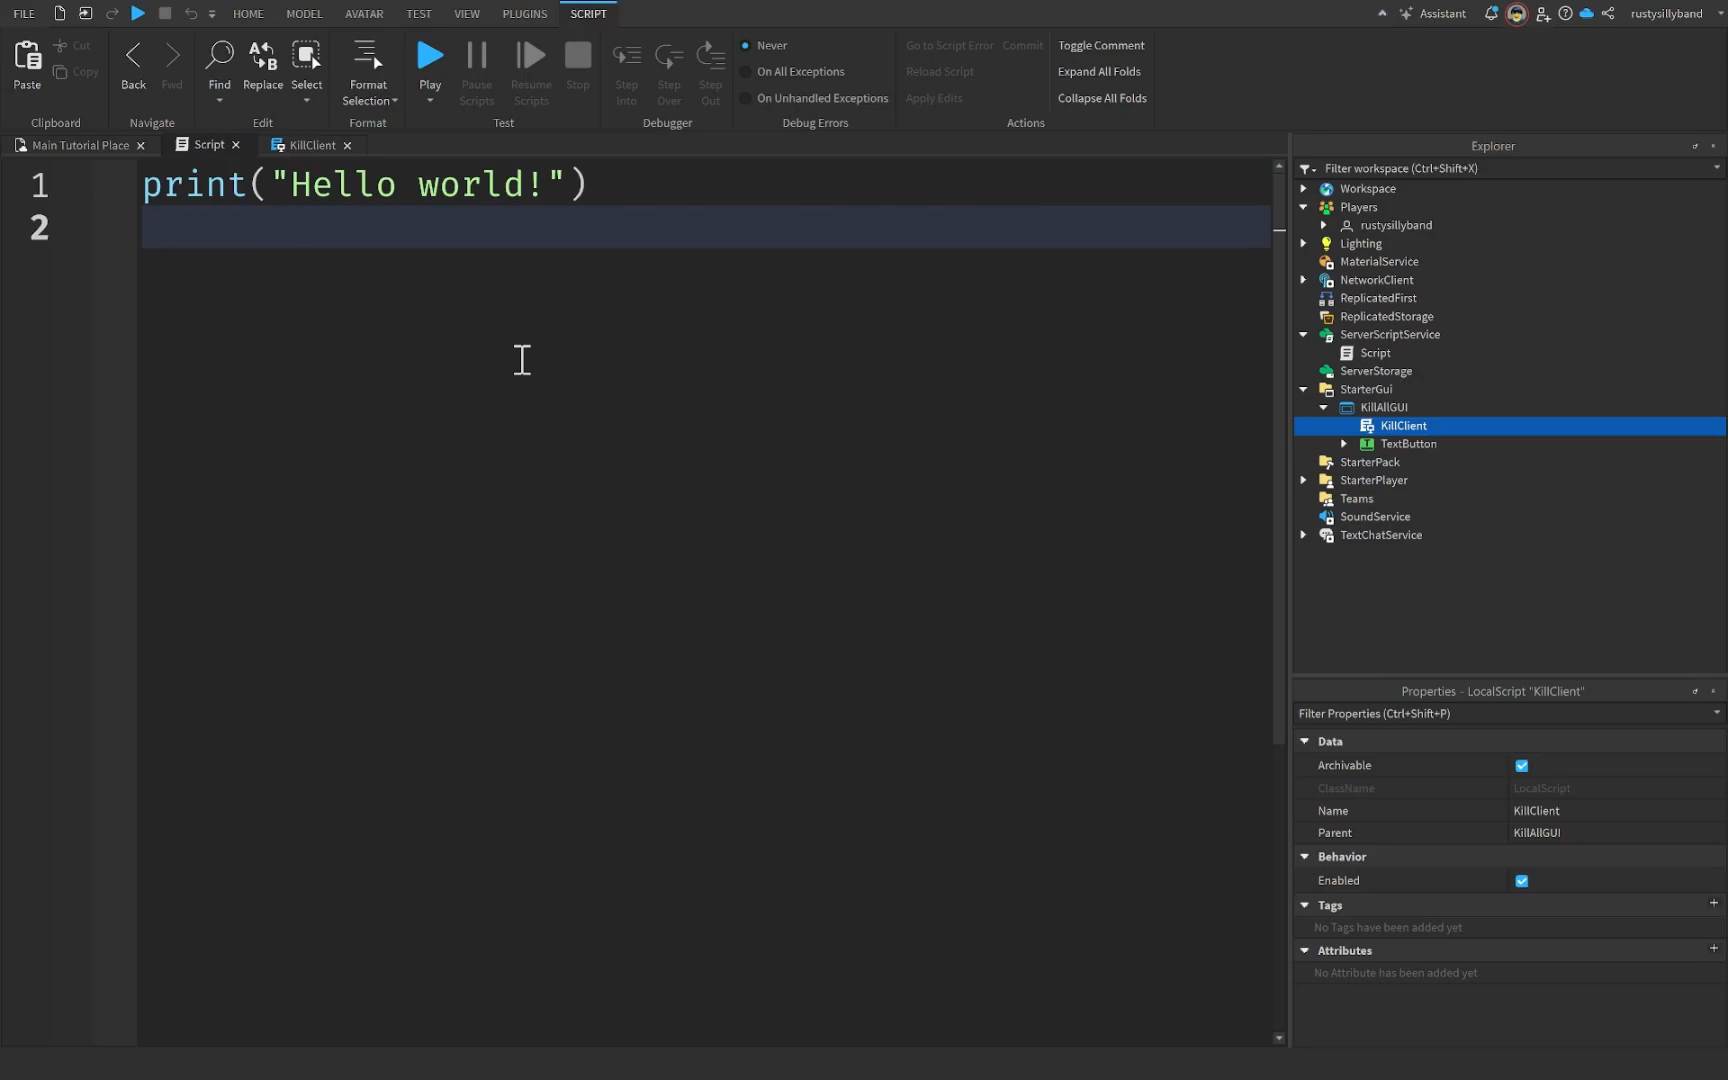 FILE HOME MODEL AVATAR TEST VIEW PLUGINS SCRIPT Assistant rustysillyband
Paste Cut Copy
Clipboard
Back Fwd
Navigate
Find Replace Select
Edit
Format Selection
Format
Play Pause Scripts Resume Scripts Stop
Test
Step Into Step Over Step Out
Debugger
Never
On All Exceptions
On Unhandled Exceptions
Debug Errors
Go to Script Error Commit
Reload Script
Apply Edits
Toggle Comment
Expand All Folds
Collapse All Folds
Actions
Main Tutorial Place Script KillClient
1 print("Hello world!")
2
Explorer
Filter workspace (Ctrl+Shift+X)
Workspace
Players
rustysillyband
Lighting
MaterialService
NetworkClient
ReplicatedFirst
ReplicatedStorage
ServerScriptService
Script
ServerStorage
StarterGui
KillAllGUI
KillClient
TextButton
StarterPack
StarterPlayer
Teams
SoundService
TextChatService
Properties - LocalScript "KillClient"
Filter Properties (Ctrl+Shift+P)
Data
Archivable
ClassName LocalScript
Name KillClient
Parent KillAllGUI
Behavior
Enabled
Tags
No Tags have been added yet
Attributes
No Attribute has been added yet